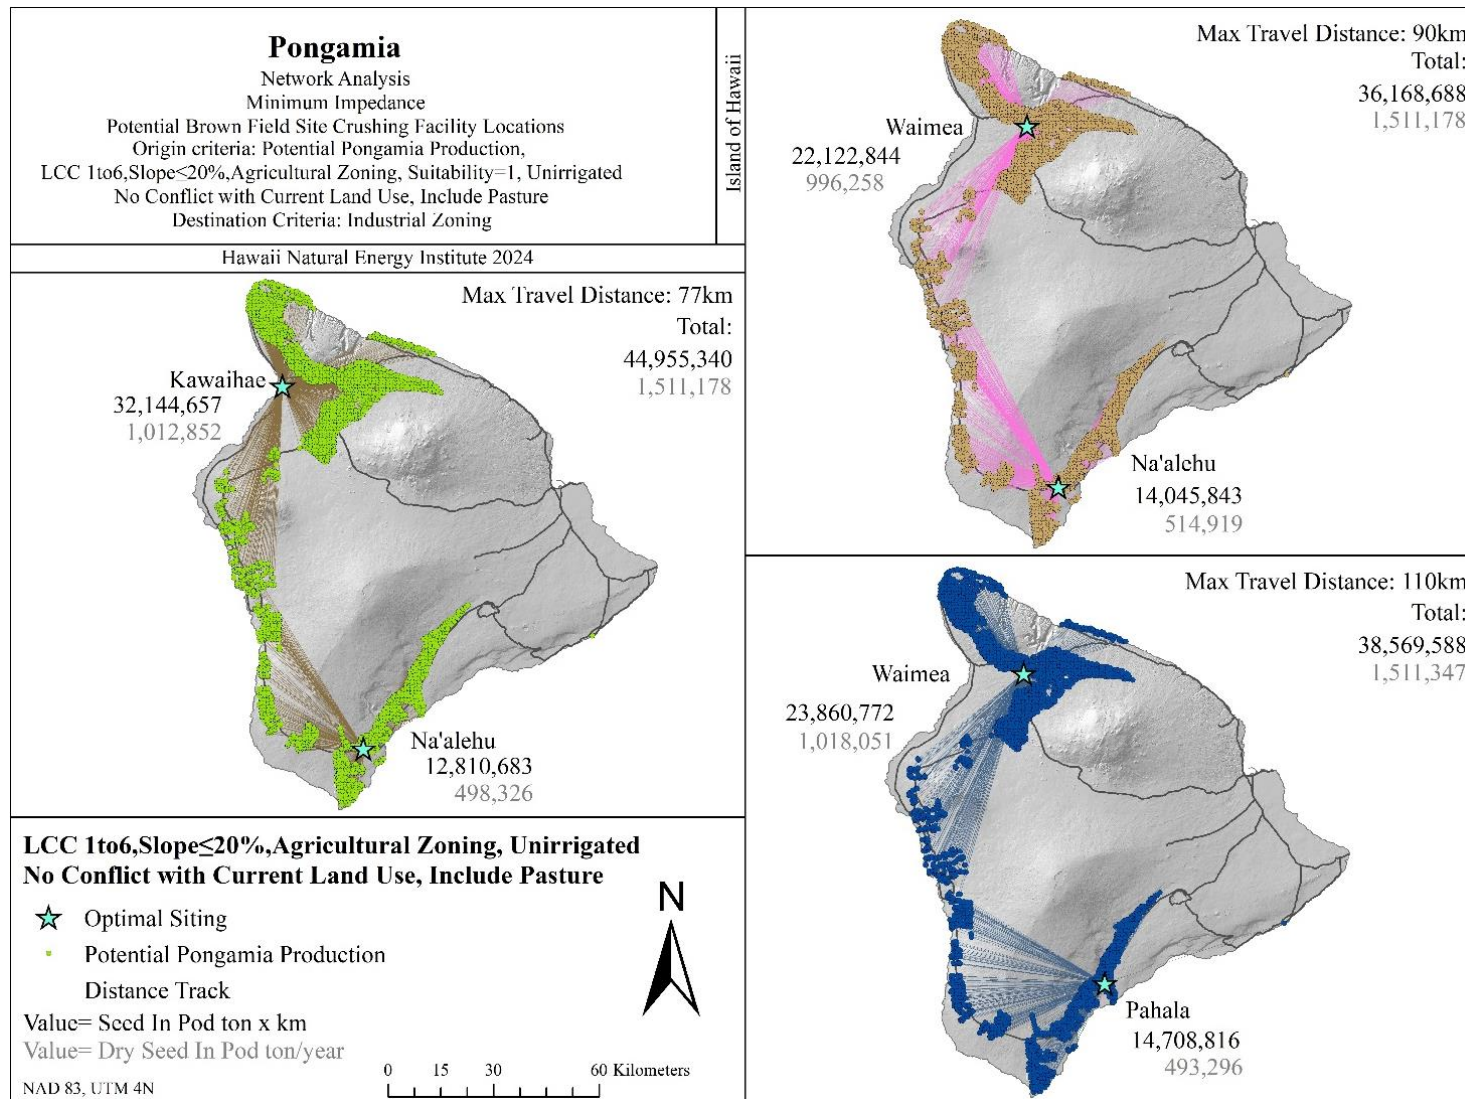 Pongamia
Network Analysis
Minimum Impedance
Potential Brown Field Site Crushing Facility Locations
Origin criteria: Potential Pongamia Production,
LCC 1to6,Slope≤20%,Agricultural Zoning, Suitability=1, Unirrigated
No Conflict with Current Land Use, Include Pasture
Destination Criteria: Industrial Zoning
Island of Hawaii
Hawaii Natural Energy Institute 2024
Max Travel Distance: 77km
Total:
44,955,340
1,511,178
Kawaihae
32,144,657
1,012,852
Na'alehu
12,810,683
498,326
Max Travel Distance: 90km
Total:
36,168,688
1,511,178
Waimea
22,122,844
996,258
Na'alehu
14,045,843
514,919
Max Travel Distance: 110km
Total:
38,569,588
1,511,347
Waimea
23,860,772
1,018,051
Pahala
14,708,816
493,296
LCC 1to6,Slope≤20%,Agricultural Zoning, Unirrigated
No Conflict with Current Land Use, Include Pasture
Optimal Siting
Potential Pongamia Production
Distance Track
Value= Seed In Pod ton x km
Value= Dry Seed In Pod ton/year
NAD 83, UTM 4N
N
0 15 30 60 Kilometers